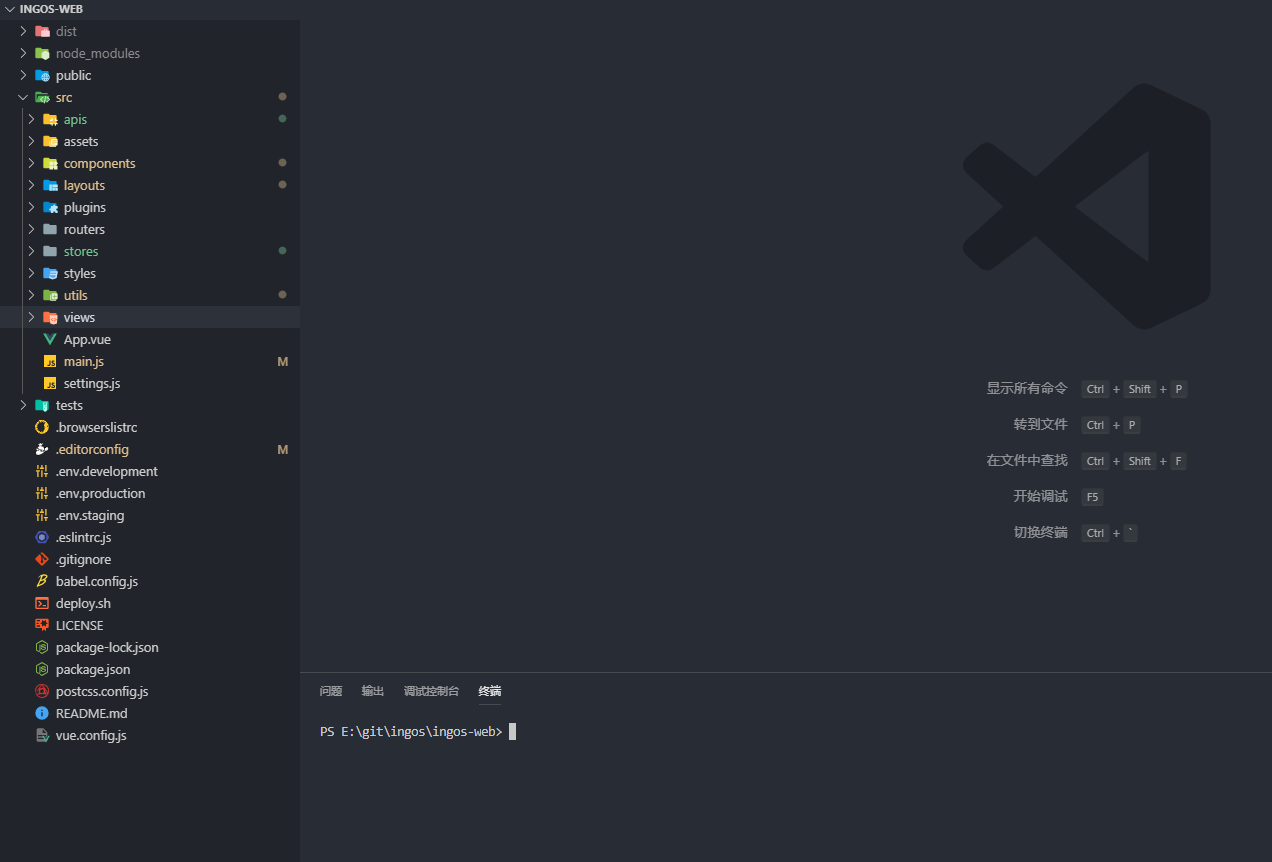 INGOS-WEB
dist
node_modules
public
src
apis
assets
components
layouts
plugins
routers
stores
styles
utils
views
App.vue
main.js M
settings.js
tests
.browserslistrc
.editorconfig M
.env.development
.env.production
.env.staging
.eslintrc.js
.gitignore
babel.config.js
deploy.sh
LICENSE
package-lock.json
package.json
postcss.config.js
README.md
vue.config.js
显示所有命令 Ctrl + Shift + P
转到文件 Ctrl + P
在文件中查找 Ctrl + Shift + F
开始调试 F5
切换终端 Ctrl + `
问题 输出 调试控制台 终端
PS E:\git\ingos\ingos-web>